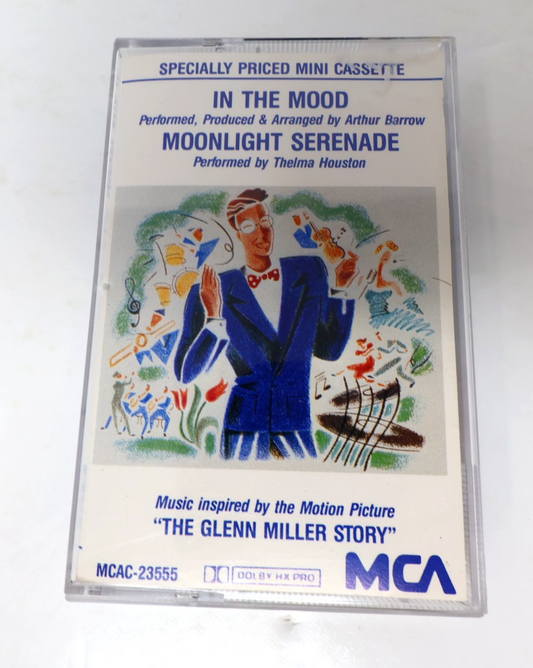 SPECIALLY PRICED MINI CASSETTE
IN THE MOOD
Performed, Produced & Arranged by Arthur Barrow
MOONLIGHT SERENADE
Performed by Thelma Houston
Music inspired by the Motion Picture
"THE GLENN MILLER STORY"
MCAC-23555 DOLBY HX PRO MCA